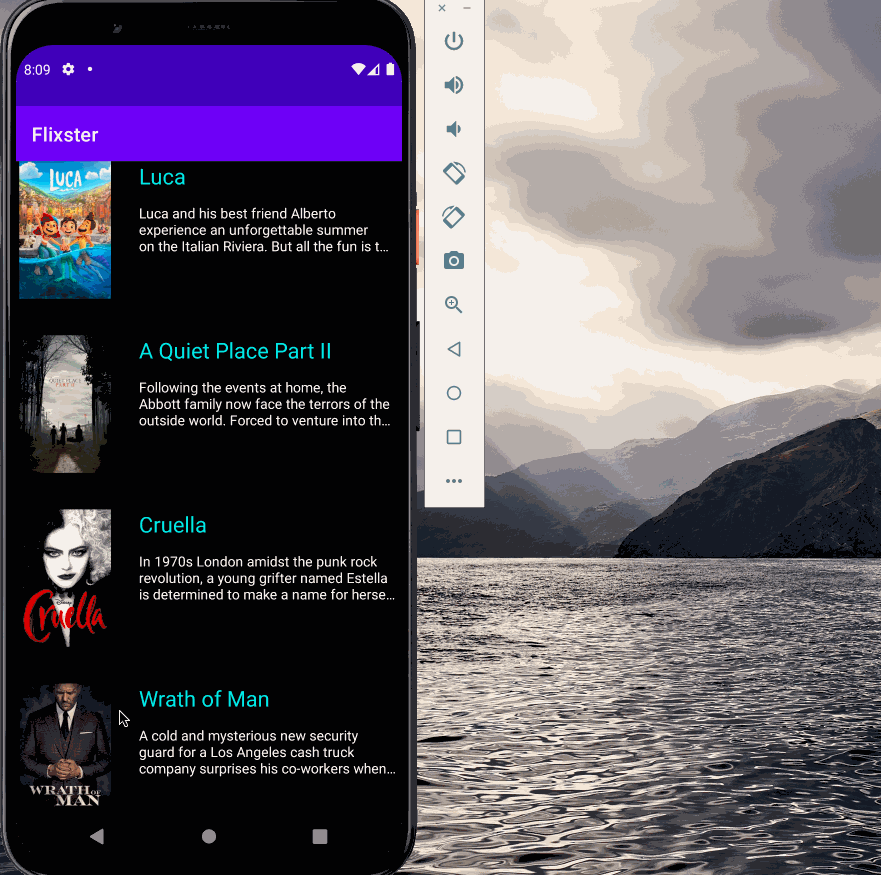 8:09
Flixster
LUCA
Luca
Luca and his best friend Alberto
experience an unforgettable summer
on the Italian Riviera. But all the fun is t...
A Quiet Place Part II
Following the events at home, the
Abbott family now face the terrors of the
outside world. Forced to venture into th...
Cruella
Cruella
In 1970s London amidst the punk rock
revolution, a young grifter named Estella
is determined to make a name for herse...
Wrath of Man
A cold and mysterious new security
guard for a Los Angeles cash truck
company surprises his co-workers when...
WRATH OF
MAN